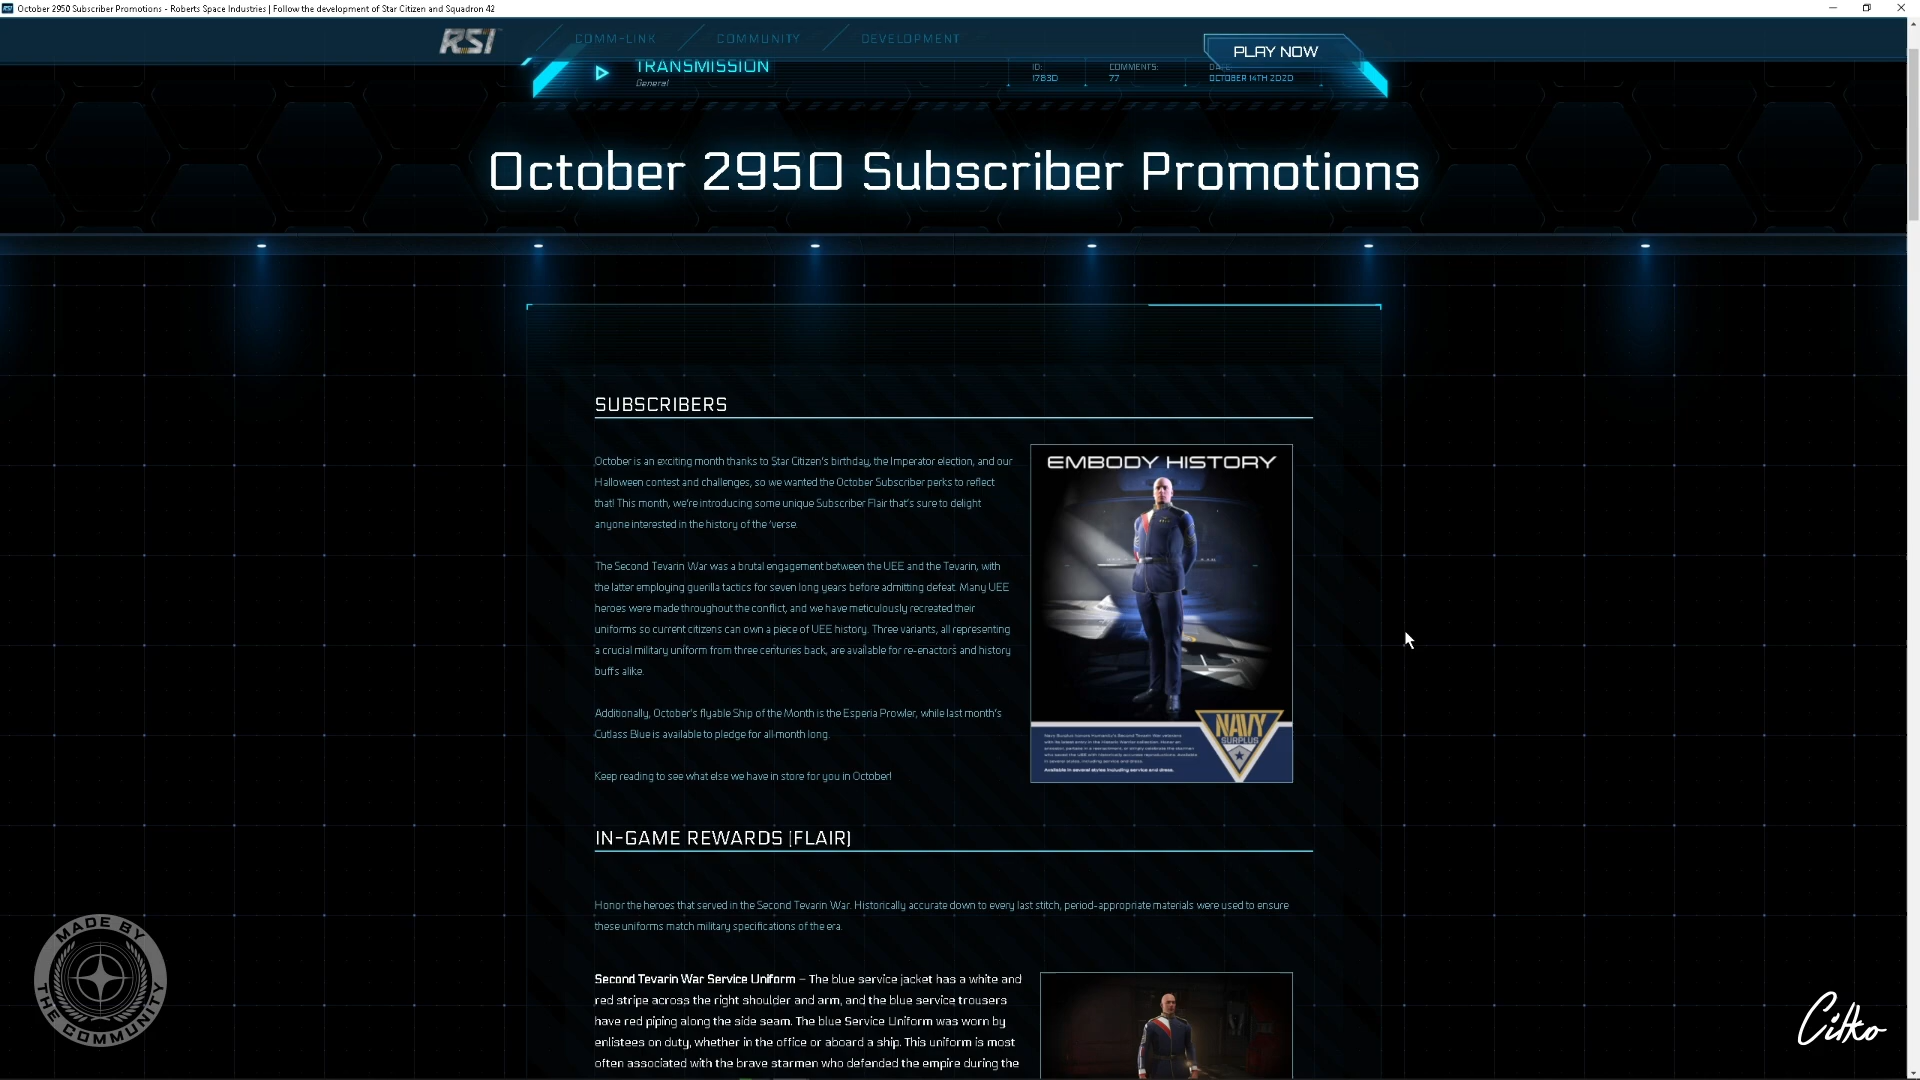 October 2950 Subscriber Promotions - Roberts Space Industries | Follow the development of Star Citizen and Squadron 42
RSI
COMM-LINK
COMMUNITY
DEVELOPMENT
PLAY NOW
TRANSMISSION
General
ID:
17830
COMMENTS:
77
DATE:
OCTOBER 14TH 2020
October 2950 Subscriber Promotions
SUBSCRIBERS
October is an exciting month thanks to Star Citizen's birthday, the Imperator election, and our
Halloween contest and challenges, so we wanted the October Subscriber perks to reflect
that! This month, we're introducing some unique Subscriber Flair that's sure to delight
anyone interested in the history of the 'verse.
The Second Tevarin War was a brutal engagement between the UEE and the Tevarin, with
the latter employing guerilla tactics for seven long years before admitting defeat. Many UEE
heroes were made throughout the conflict, and we have meticulously recreated their
uniforms so current citizens can own a piece of UEE history. Three variants, all representing
a crucial military uniform from three centuries back, are available for re-enactors and history
buffs alike.
Additionally, October's flyable Ship of the Month is the Esperia Prowler, while last month's
Cutlass Blue is available to pledge for all-month long.
Keep reading to see what else we have in store for you in October!
EMBODY HISTORY
NAVY
SURPLUS
Available in several styles including service and dress.
IN-GAME REWARDS (FLAIR)
Honor the heroes that served in the Second Tevarin War. Historically accurate down to every last stitch, period-appropriate materials were used to ensure
these uniforms match military specifications of the era.
Second Tevarin War Service Uniform – The blue service jacket has a white and
red stripe across the right shoulder and arm, and the blue service trousers
have red piping along the side seam. The blue Service Uniform was worn by
enlistees on duty, whether in the office or aboard a ship. This uniform is most
often associated with the brave starmen who defended the empire during the
MADE BY
THE COMMUNITY